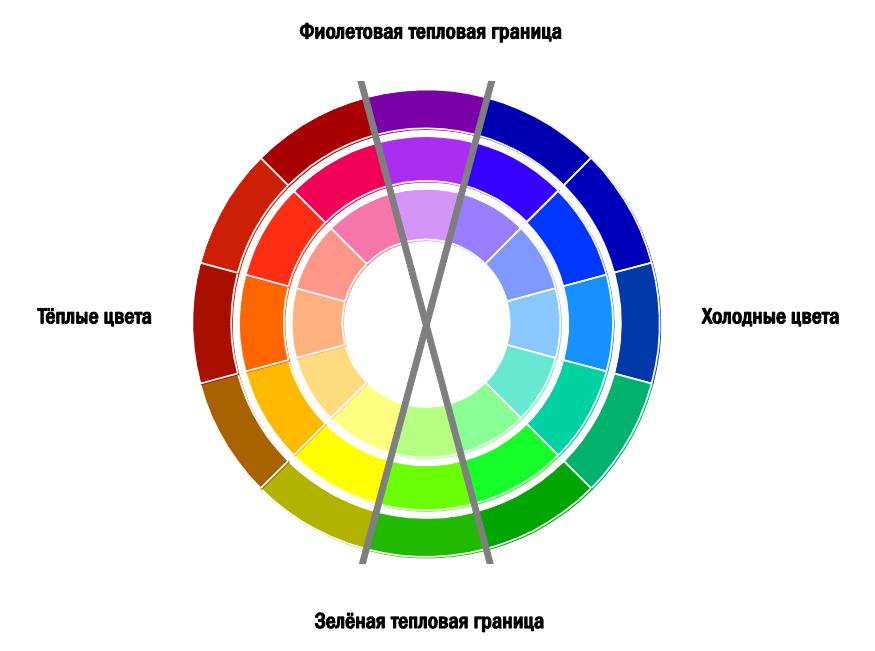 Фиолетовая тепловая граница
Тёплые цвета
Холодные цвета
Зелёная тепловая граница